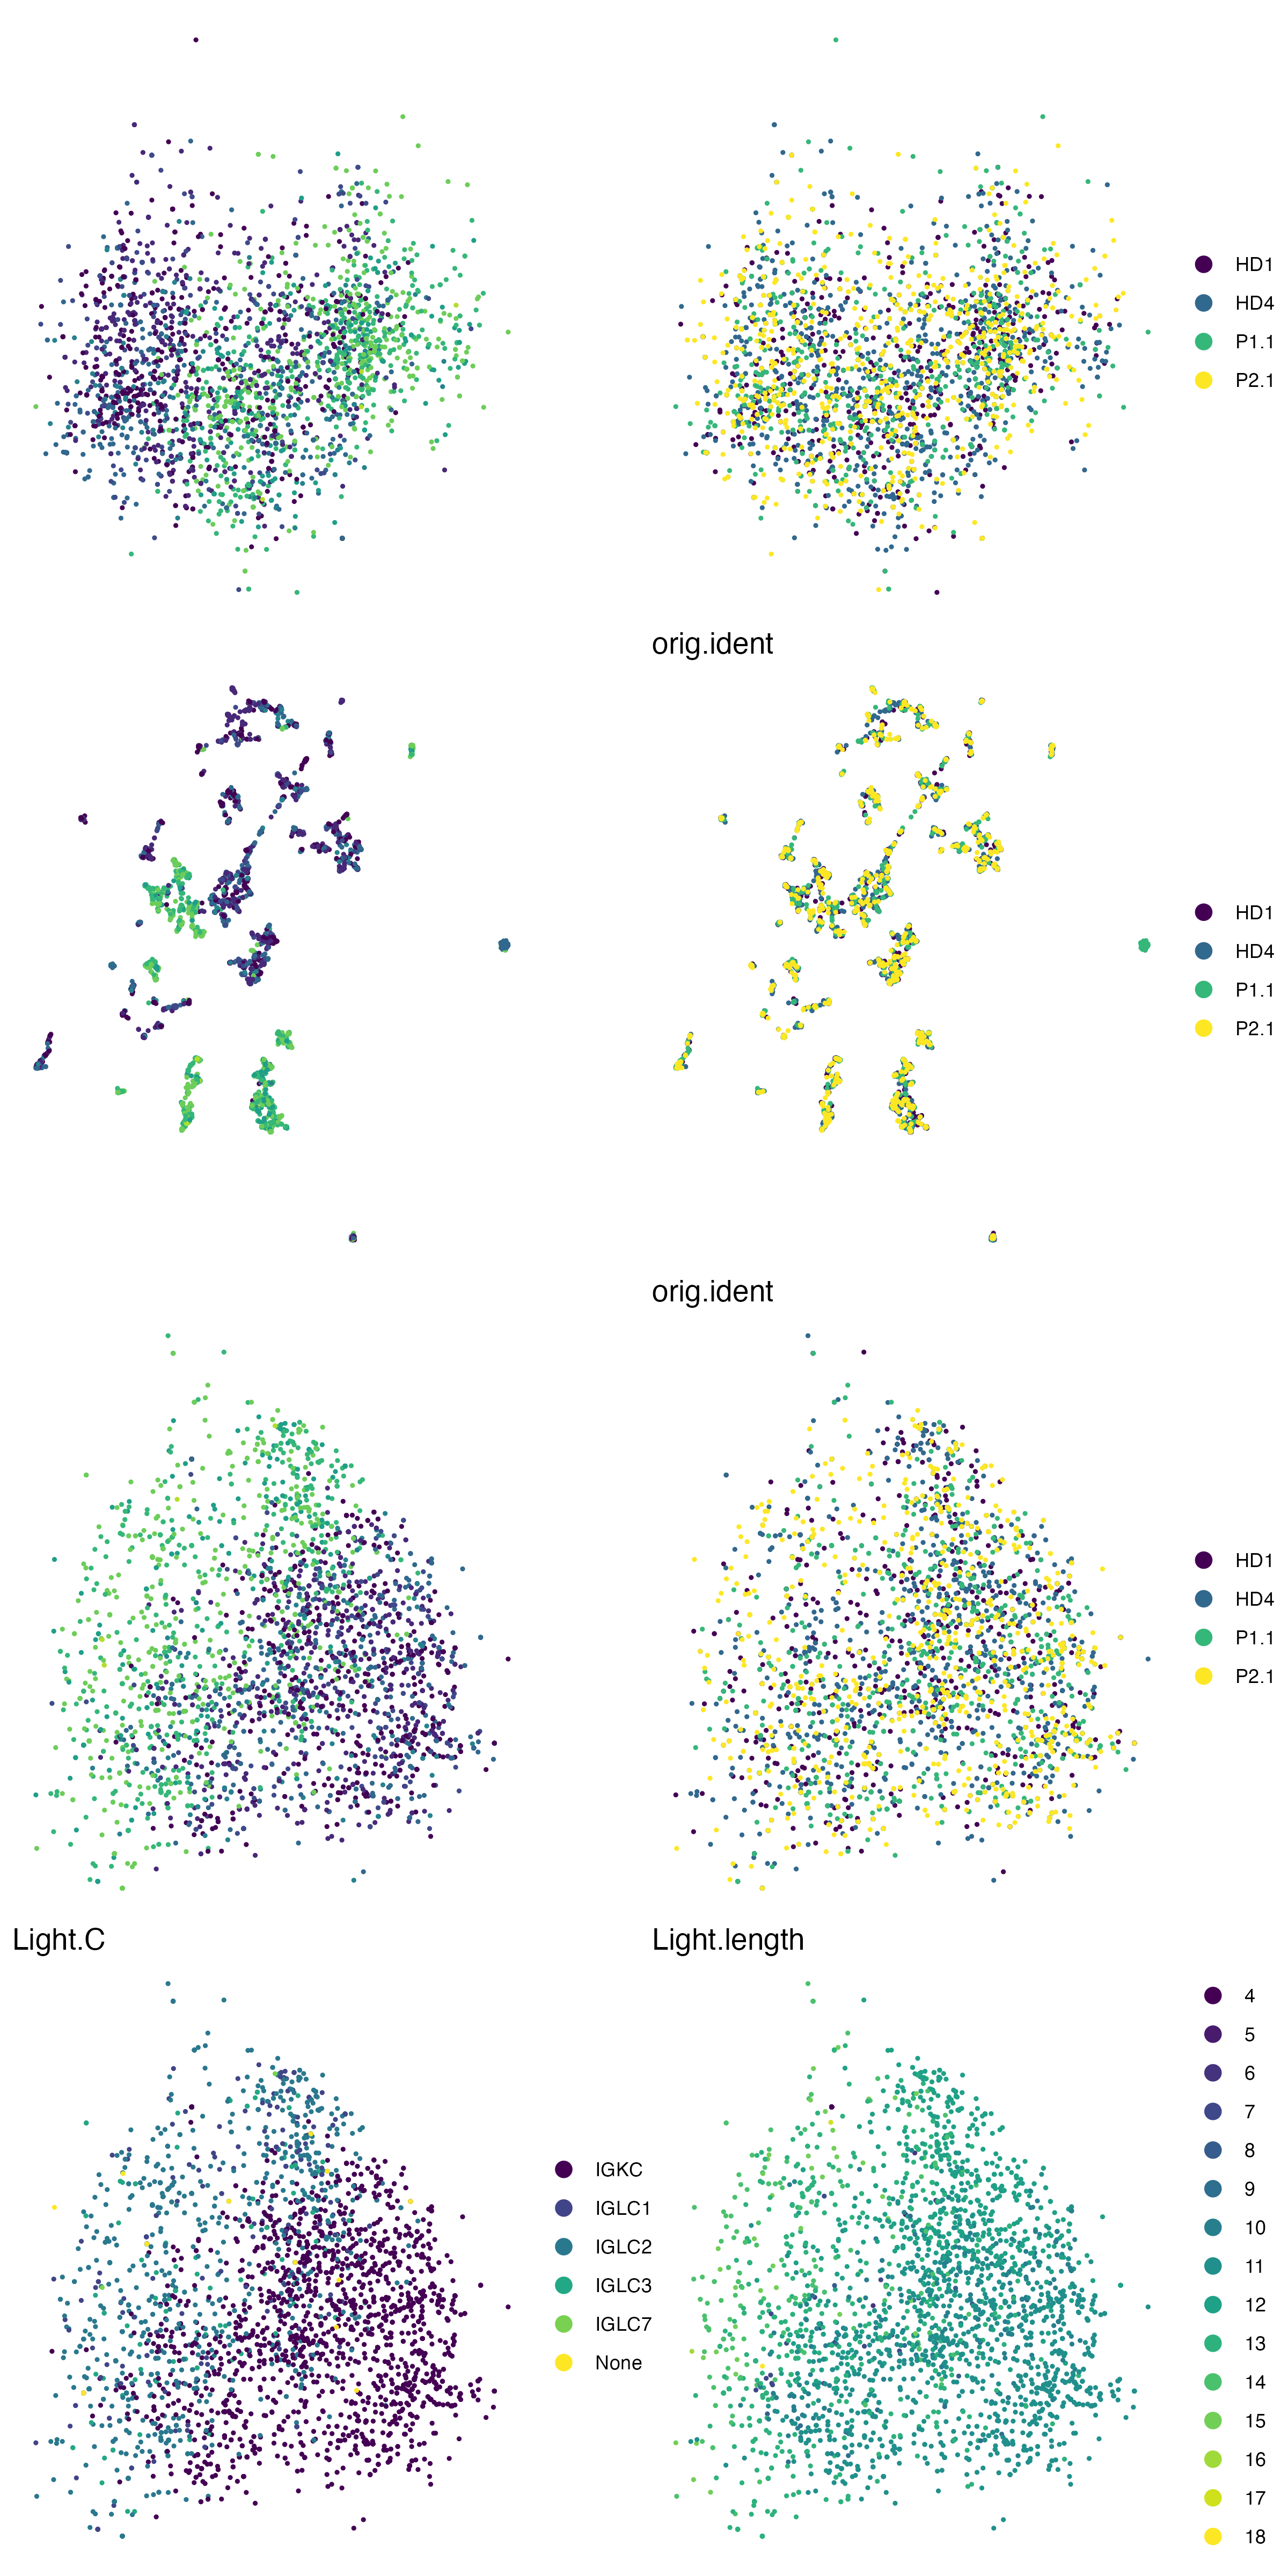 HD1
HD4
P1.1
P2.1
orig.ident
HD1
HD4
P1.1
P2.1
orig.ident
HD1
HD4
P1.1
P2.1
Light.C
IGKC
IGLC1
IGLC2
IGLC3
IGLC7
None
Light.length
4
5
6
7
8
9
10
11
12
13
14
15
16
17
18